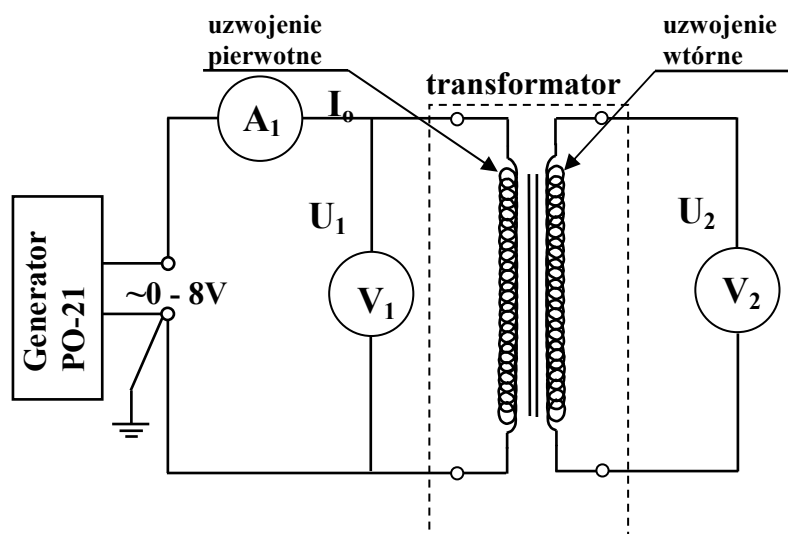 uzwojenie
pierwotne
uzwojenie
wtórne
transformator
A₁
Iₒ
U₁
U₂
Generator
PO-21
~0 - 8V
V₁
V₂